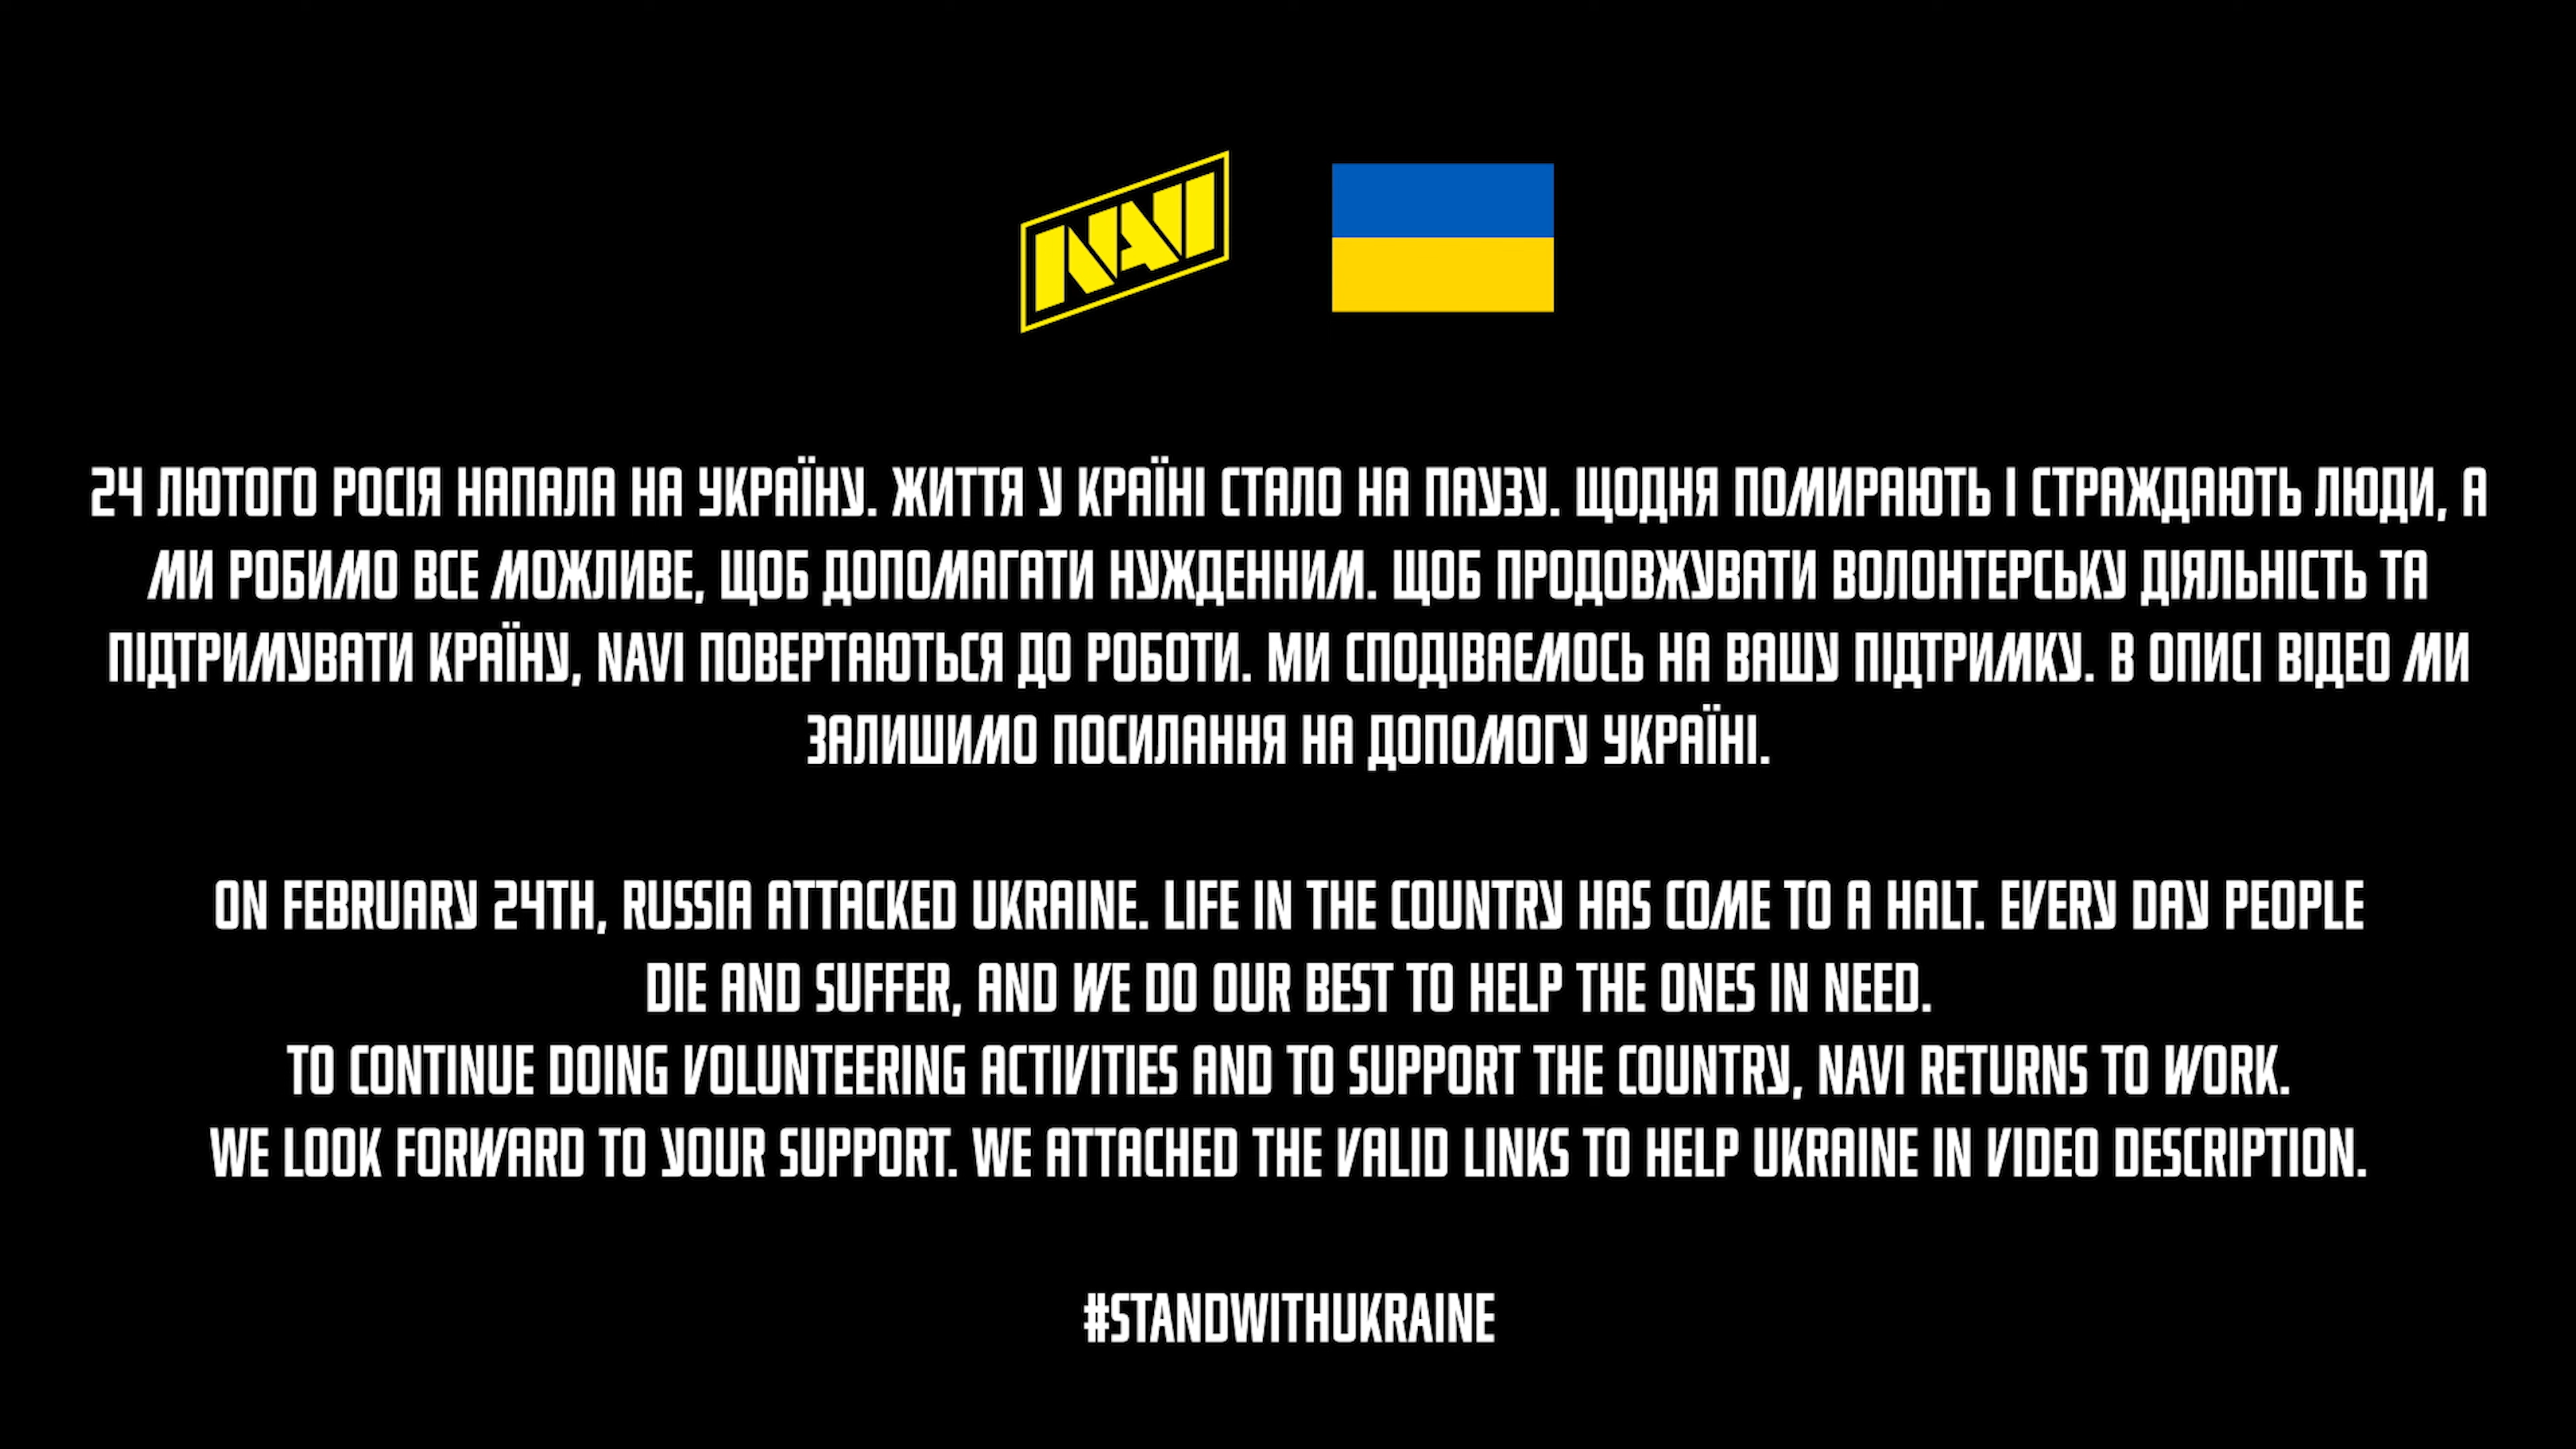 NAVI
24 ЛЮТОГО РОСІЯ НАПАЛА НА УКРАЇНУ. ЖИТТЯ У КРАЇНІ СТАЛО НА ПАУЗУ. ЩОДНЯ ПОМИРАЮТЬ І СТРАЖДАЮТЬ ЛЮДИ, А
МИ РОБИМО ВСЕ МОЖЛИВЕ, ЩОБ ДОПОМАГАТИ НУЖДЕННИМ. ЩОБ ПРОДОВЖУВАТИ ВОЛОНТЕРСЬКУ ДІЯЛЬНІСТЬ ТА
ПІДТРИМУВАТИ КРАЇНУ, NAVI ПОВЕРТАЮТЬСЯ ДО РОБОТИ. МИ СПОДІВАЄМОСЬ НА ВАШУ ПІДТРИМКУ. В ОПИСІ ВІДЕО МИ
ЗАЛИШИМО ПОСИЛАННЯ НА ДОПОМОГУ УКРАЇНІ.
ON FEBRUARY 24TH, RUSSIA ATTACKED UKRAINE. LIFE IN THE COUNTRY HAS COME TO A HALT. EVERY DAY PEOPLE
DIE AND SUFFER, AND WE DO OUR BEST TO HELP THE ONES IN NEED.
TO CONTINUE DOING VOLUNTEERING ACTIVITIES AND TO SUPPORT THE COUNTRY, NAVI RETURNS TO WORK.
WE LOOK FORWARD TO YOUR SUPPORT. WE ATTACHED THE VALID LINKS TO HELP UKRAINE IN VIDEO DESCRIPTION.
#STANDWITHUKRAINE